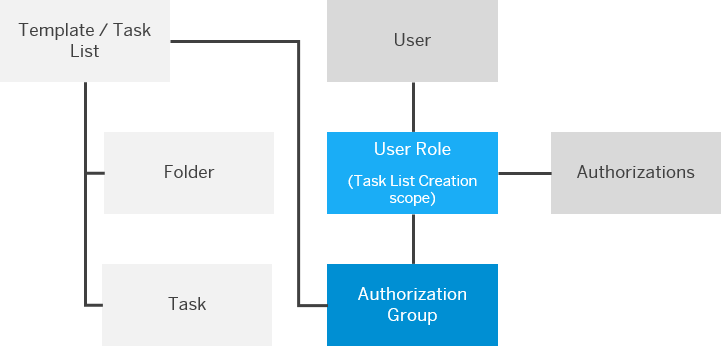 Template / Task
List
User
Folder
User Role
(Task List Creation
scope)
Authorizations
Task
Authorization
Group